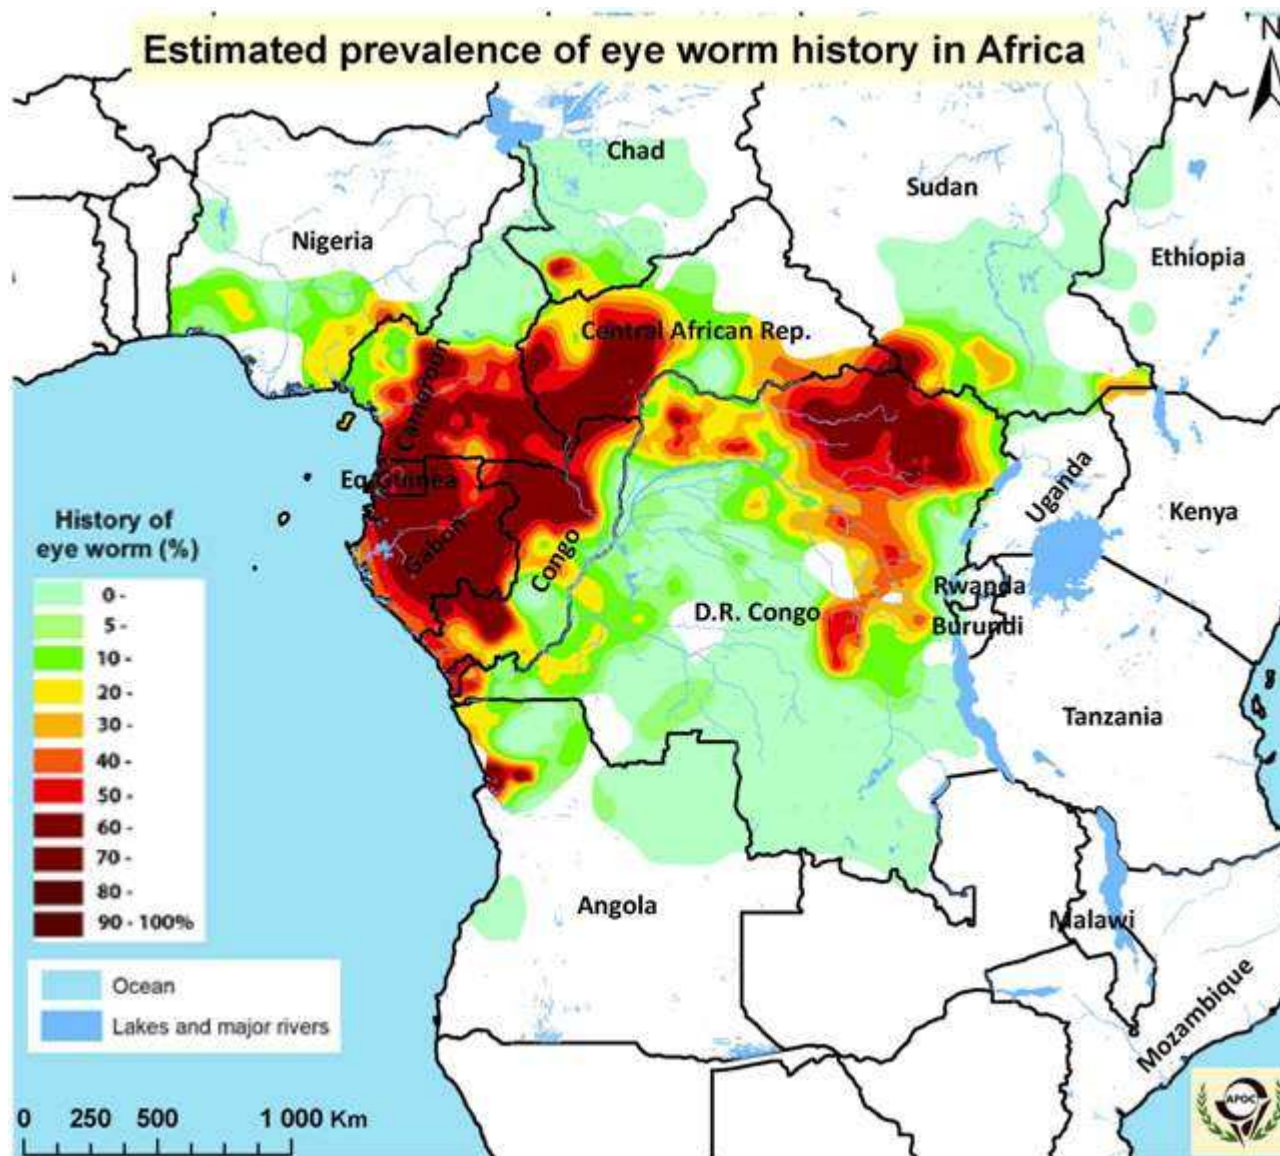 Estimated prevalence of eye worm history in Africa
N
Chad
Sudan
Nigeria
Ethiopia
Central African Rep.
Cameroon
Eq Guinea
Gabon
Congo
Uganda
Kenya
Rwanda
D.R. Congo
Burundi
Tanzania
Angola
Malawi
Mozambique
History of
eye worm (%)
0 -
5 -
10 -
20 -
30 -
40 -
50 -
60 -
70 -
80 -
90 - 100%
Ocean
Lakes and major rivers
0 250 500 1 000 Km
APOC